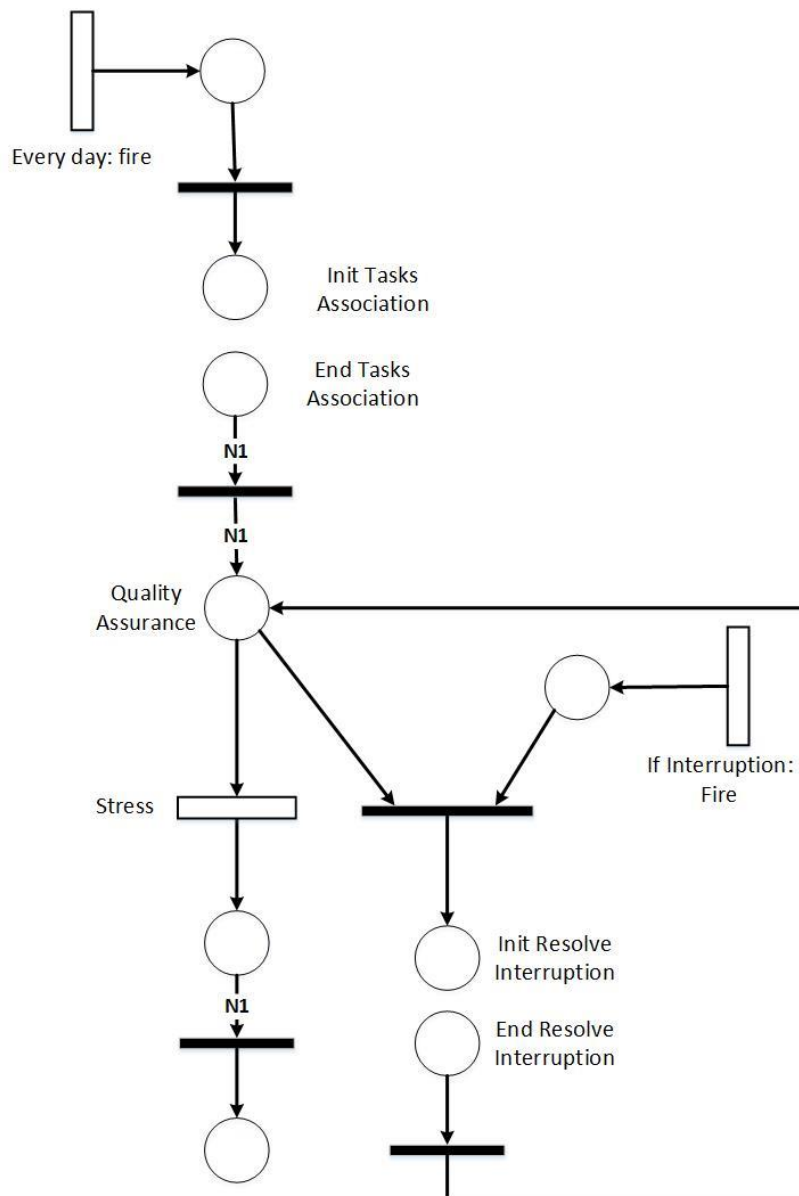 Every day: fire
Init Tasks
Association
End Tasks
Association
N1
N1
Quality
Assurance
If Interruption:
Fire
Stress
Init Resolve
Interruption
N1
End Resolve
Interruption